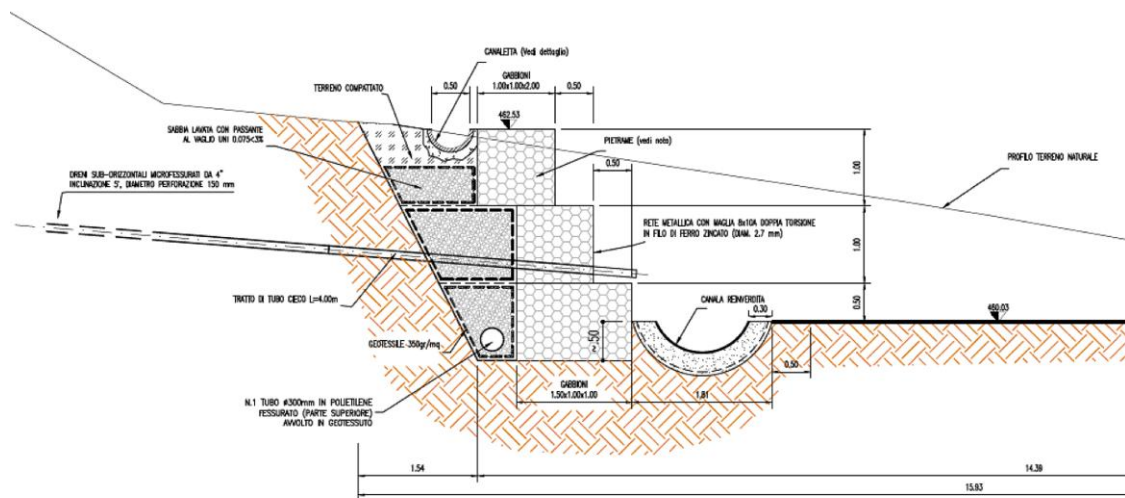 CANALETTA (Vedi dettaglio)
GABBIONI
1.00x1.00x2.00
0.50
0.50
TERRENO COMPATTATO
462.53
SABBIA LAVATA CON PASSANTE
AL VAGLIO UNI 0.075<3%
PIETRAME (vedi nota)
1.00
PROFILO TERRENO NATURALE
0.50
DRENI SUB-ORIZZONTALI MICROFESSURATI DA 4"
INCLINAZIONE 5°, DIAMETRO PERFORAZIONE 150 mm
RETE METALLICA CON MAGLIA 8x10A DOPPIA TORSIONE
IN FILO DI FERRO ZINCATO (DIAM. 2.7 mm)
1.00
TRATTO DI TUBO CIECO L=4.00m
CANALA REINVERDITA
0.30
460.03
0.50
GEOTESSILE 350gr/mq
~.50
0.50
GABBIONI
1.50x1.00x1.00
1.81
N.1 TUBO ø300mm IN POLIETILENE
FESSURATO (PARTE SUPERIORE)
AVVOLTO IN GEOTESSUTO
1.54
14.39
15.93